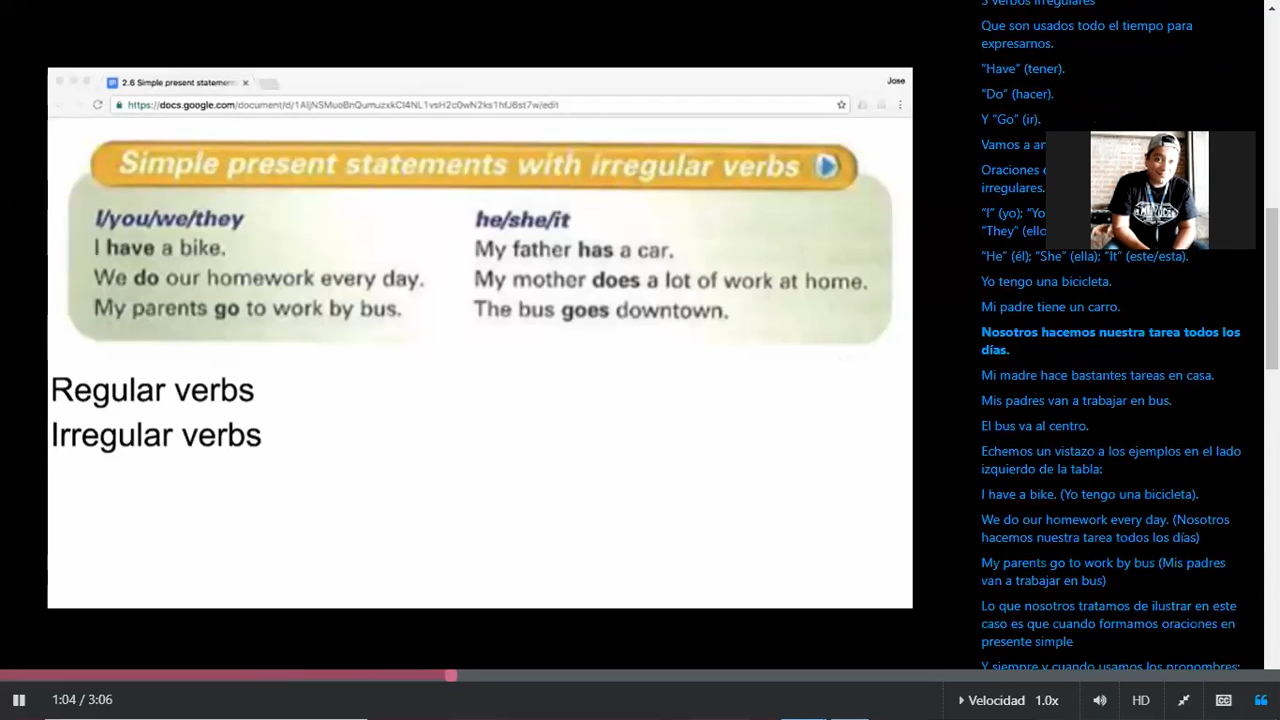 2.6 Simple present statement
Jose
Simple present statements with irregular verbs
I/you/we/they
I have a bike.
We do our homework every day.
My parents go to work by bus.
he/she/it
My father has a car.
My mother does a lot of work at home.
The bus goes downtown.
Regular verbs
Irregular verbs
3 verbos irregulares
Que son usados todo el tiempo para
expresarnos.
“Have” (tener).
“Do” (hacer).
Y “Go” (ir).
Vamos a
Oraciones
irregulares.
“I” (yo);
“They”
“He” (él); “She” (ella); “It” (este/esta).
Yo tengo una bicicleta.
Mi padre tiene un carro.
Nosotros hacemos nuestra tarea todos los
días.
Mi madre hace bastantes tareas en casa.
Mis padres van a trabajar en bus.
El bus va al centro.
Echemos un vistazo a los ejemplos en el lado
izquierdo de la tabla:
I have a bike. (Yo tengo una bicicleta).
We do our homework every day. (Nosotros
hacemos nuestra tarea todos los días)
My parents go to work by bus (Mis padres
van a trabajar en bus)
Lo que nosotros tratamos de ilustrar en este
caso es que cuando formamos oraciones en
presente simple
Y siempre y cuando usamos los pronombres:
1:04 / 3:06
Velocidad 1.0x
HD